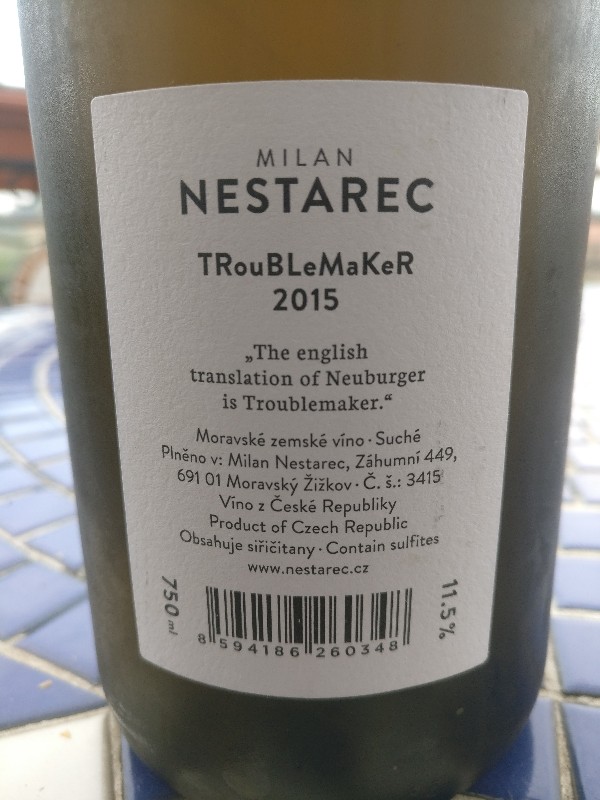 MILAN
NESTAREC
TRouBLeMaKeR
2015
„The english
translation of Neuburger
is Troublemaker.“
Moravské zemské víno · Suché
Plněno v: Milan Nestarec, Záhumní 449,
691 01 Moravský Žižkov · Č. š.: 3415
Víno z České Republiky
Product of Czech Republic
Obsahuje siřičitany · Contain sulfites
www.nestarec.cz
750 ml
8 594186 260348
11.5%